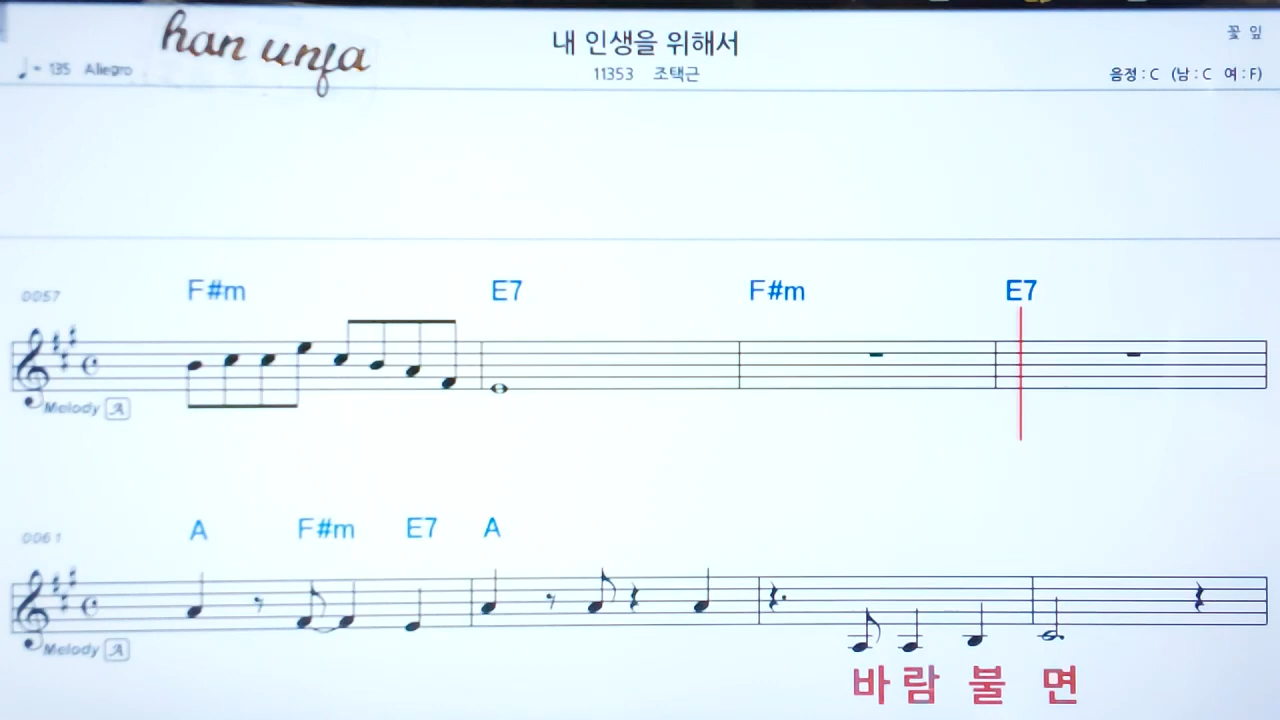 han unja
내 인생을 위해서
꽃 잎
♩= 135 Allegro
11353 조택근
음정 : C (남 : C 여 : F)
0057 F#m E7 F#m E7
Melody A
0061 A F#m E7 A
Melody A
바 람 불 면